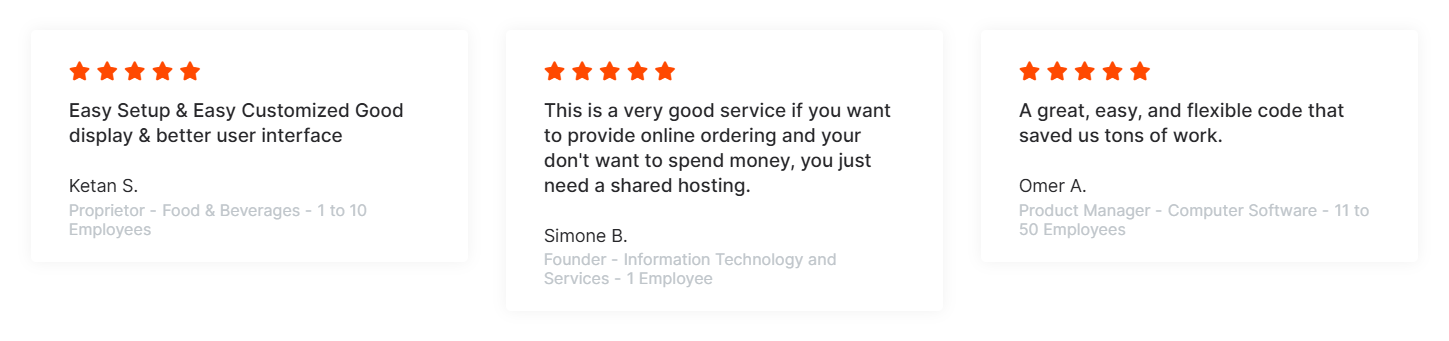 Easy Setup & Easy Customized Good
display & better user interface
Ketan S.
Proprietor - Food & Beverages - 1 to 10
Employees
This is a very good service if you want
to provide online ordering and your
don't want to spend money, you just
need a shared hosting.
Simone B.
Founder - Information Technology and
Services - 1 Employee
A great, easy, and flexible code that
saved us tons of work.
Omer A.
Product Manager - Computer Software - 11 to
50 Employees